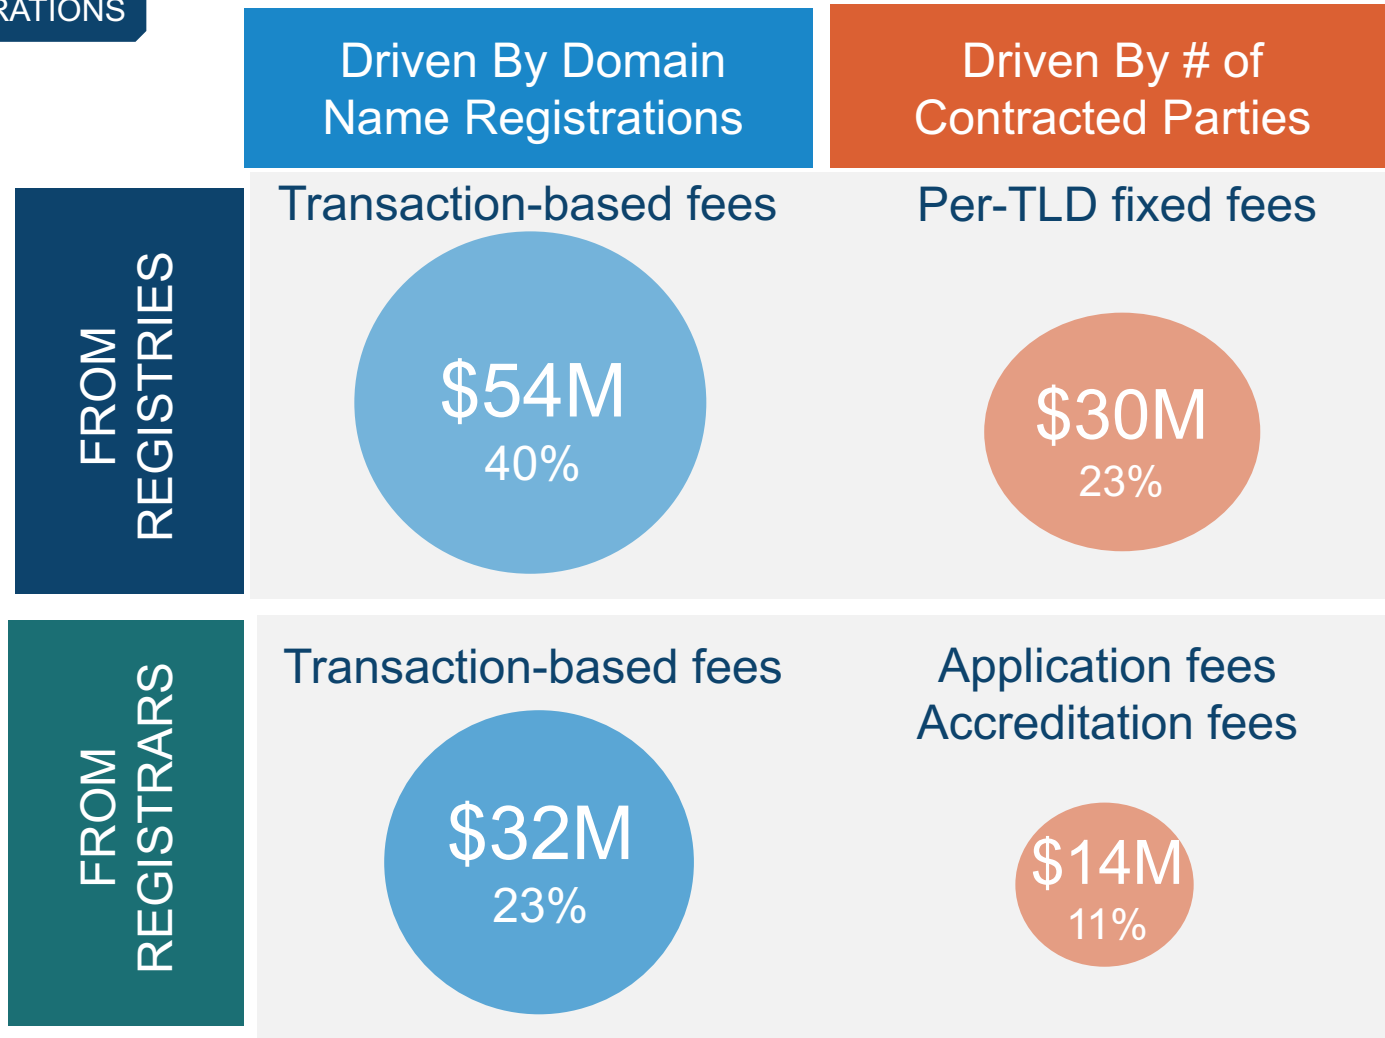 Driven By Domain
Name Registrations
Driven By # of
Contracted Parties
FROM
REGISTRIES
Transaction-based fees
$54M
40%
Per-TLD fixed fees
$30M
23%
FROM
REGISTRARS
Transaction-based fees
$32M
23%
Application fees
Accreditation fees
$14M
11%